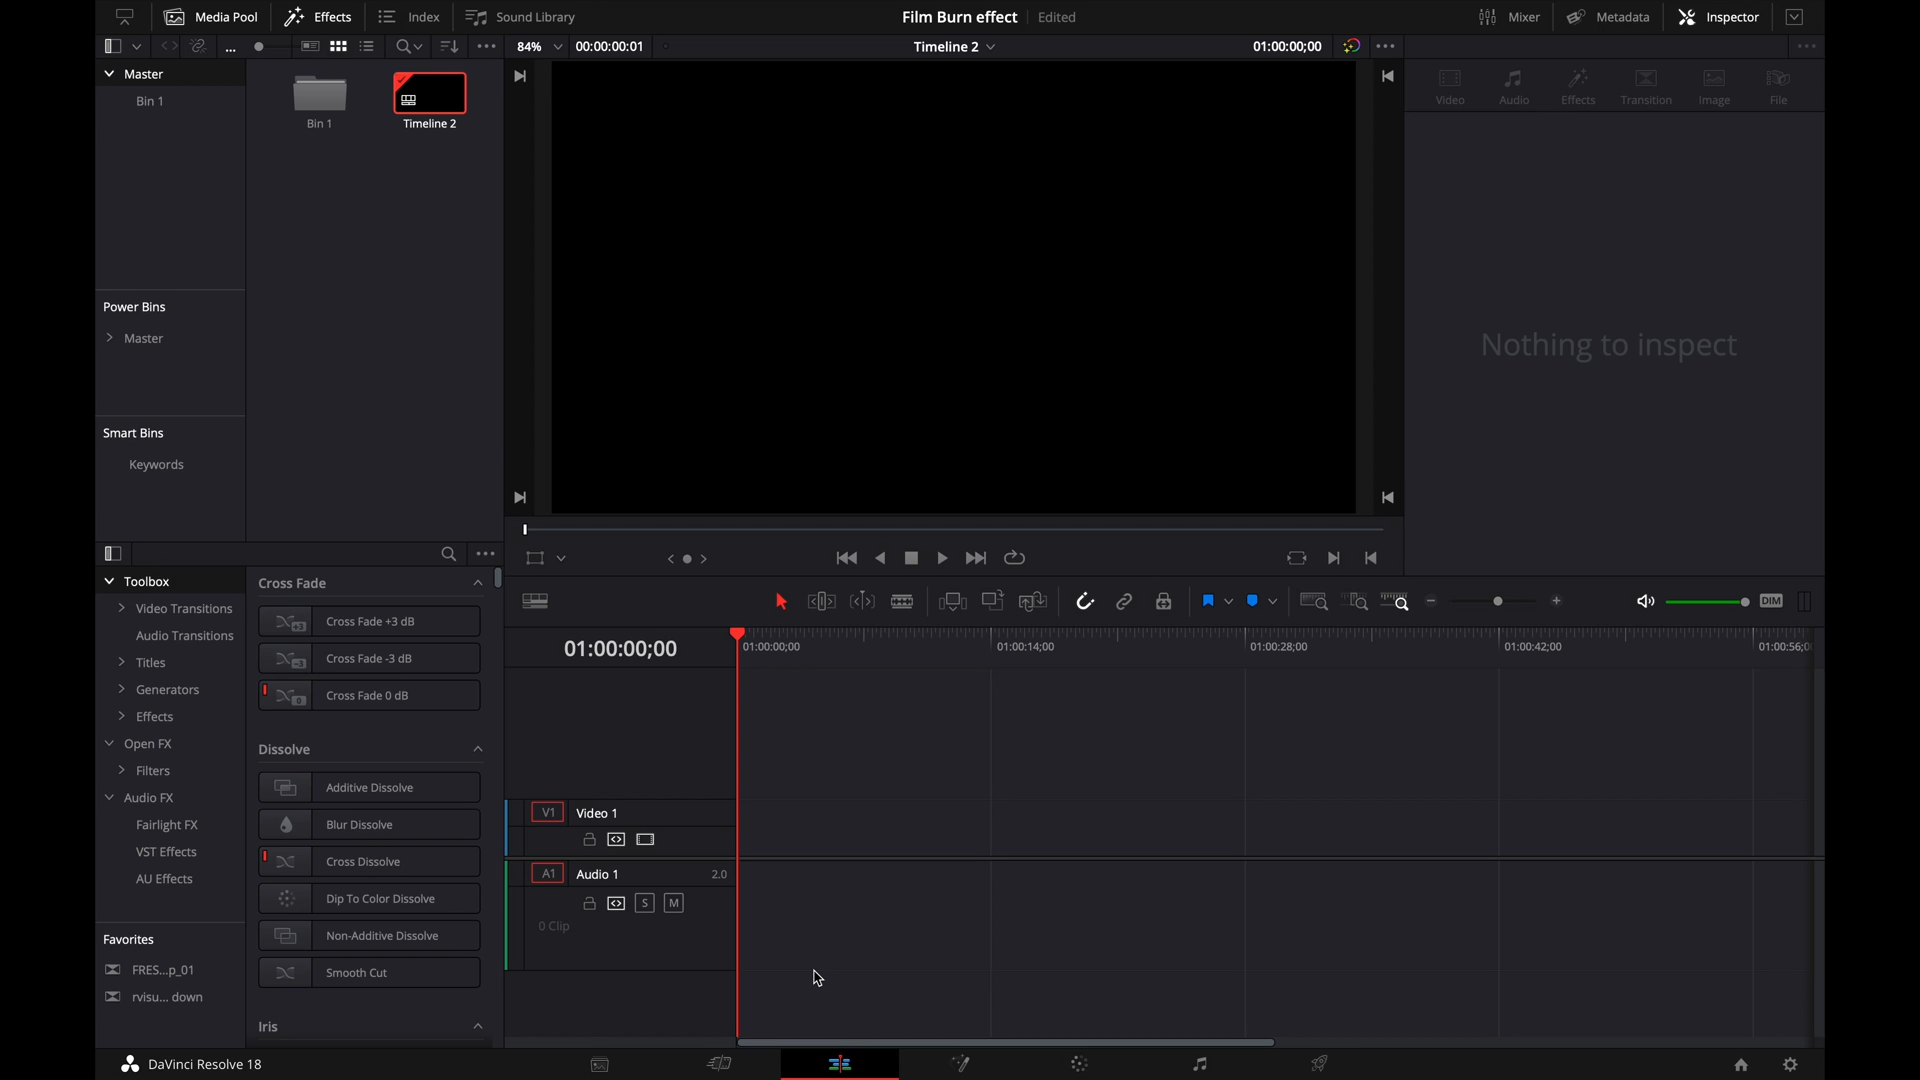 Media Pool
Effects
Index
Sound Library
Film Burn effect
Edited
Mixer
Metadata
Inspector
...
84%
00:00:00:01
Timeline 2
01:00:00;00
Master
Bin 1
Bin 1
Timeline 2
Video
Audio
Effects
Transition
Image
File
Power Bins
Master
Nothing to inspect
Smart Bins
Keywords
Toolbox
Video Transitions
Audio Transitions
Titles
Generators
Effects
Open FX
Filters
Audio FX
Fairlight FX
VST Effects
AU Effects
Favorites
FRES...p_01
rvisu... down
Cross Fade
+3
Cross Fade +3 dB
-3
Cross Fade -3 dB
0
Cross Fade 0 dB
Dissolve
Additive Dissolve
Blur Dissolve
Cross Dissolve
Dip To Color Dissolve
Non-Additive Dissolve
Smooth Cut
Iris
DIM
01:00:00;00
01:00:00;00
01:00:14;00
01:00:28;00
01:00:42;00
01:00:56;0
V1
Video 1
A1
Audio 1
2.0
S
M
0 Clip
DaVinci Resolve 18